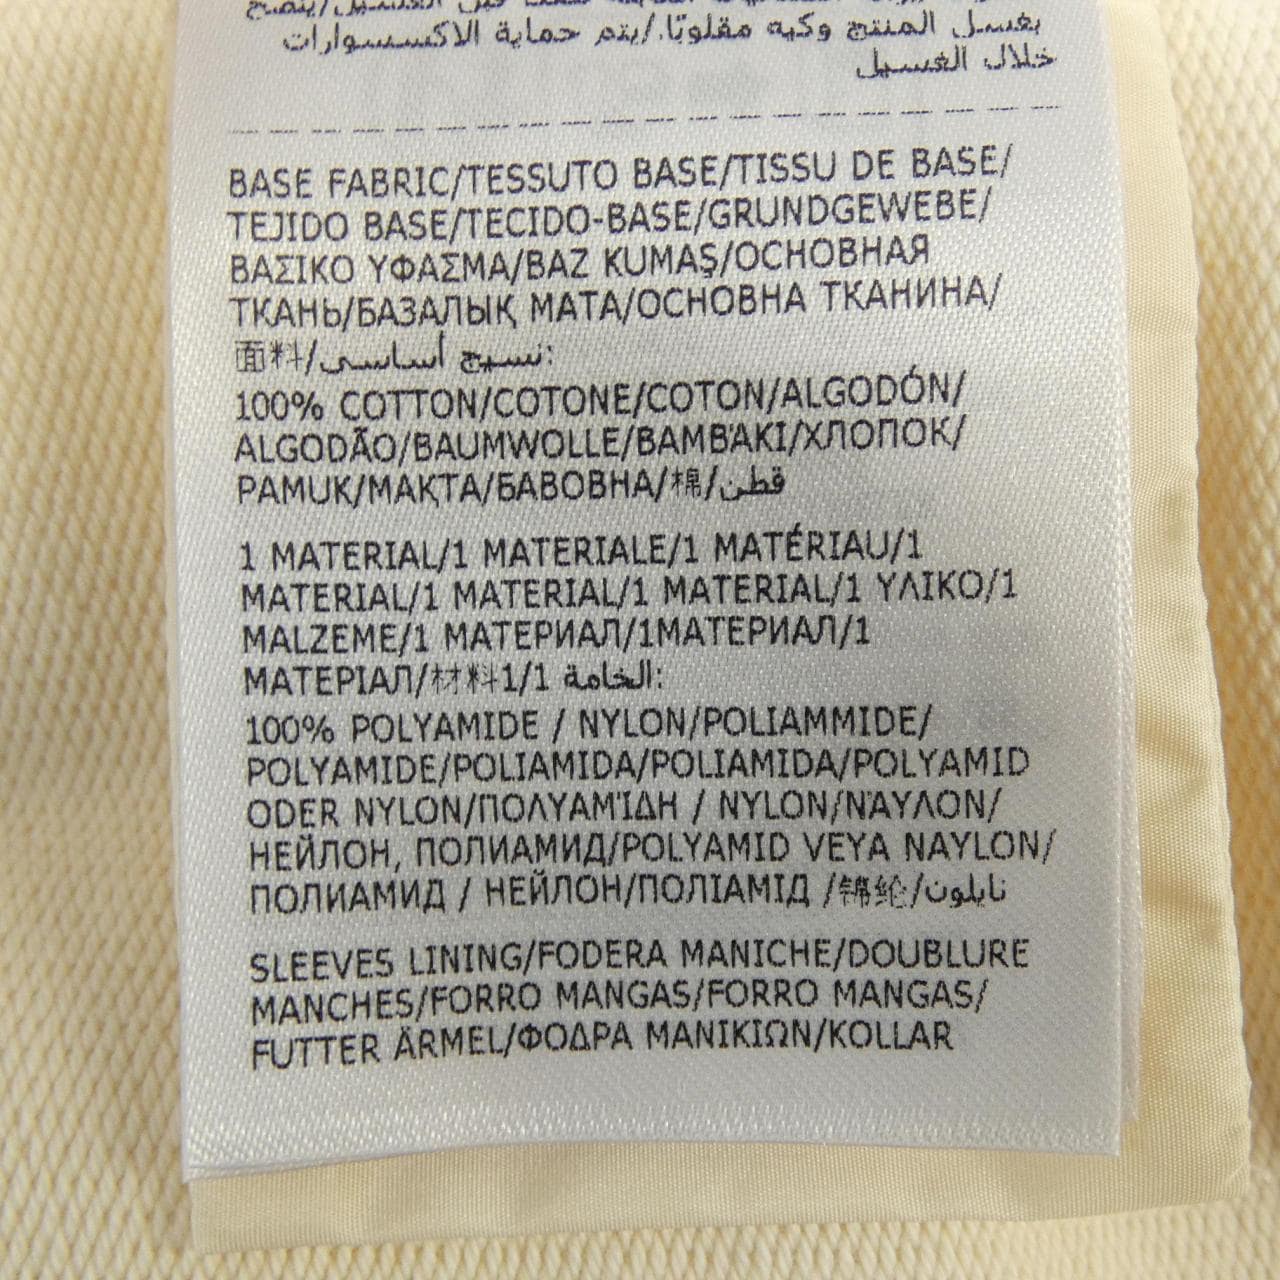 بغسل المنتج وكيه مقلوبًا./يتم حماية الاكسسوارات
خلال الغسيل
BASE FABRIC/TESSUTO BASE/TISSU DE BASE/
TEJIDO BASE/TECIDO-BASE/GRUNDGEWEBE/
ΒΑΣΙΚΟ ΥΦΑΣΜΑ/BAZ KUMAŞ/ОСНОВНАЯ
ТКАНЬ/БАЗАЛЫҚ МАТА/ОСНОВНА ТКАНИНА/
面料/نسيج أساسي:
100% COTTON/COTONE/COTON/ALGODÓN/
ALGODÃO/BAUMWOLLE/ΒΑΜΒΆΚΙ/ХЛОПОК/
PAMUK/МАҚТА/БАВОВНА/棉/قطن
1 MATERIAL/1 MATERIALE/1 MATÉRIAU/1
MATERIAL/1 MATERIAL/1 MATERIAL/1 ΥΛΙΚΟ/1
MALZEME/1 МАТЕРИАЛ/1МАТЕРИАЛ/1
МАТЕРІАЛ/材料1/1 الخامة:
100% POLYAMIDE / NYLON/POLIAMMIDE/
POLYAMIDE/POLIAMIDA/POLIAMIDA/POLYAMID
ODER NYLON/ΠΟΛΥΑΜΊΔΗ / NYLON/ΝΆΥΛΟΝ/
НЕЙЛОН, ПОЛИАМИД/POLYAMID VEYA NAYLON/
ПОЛИАМИД / НЕЙЛОН/ПОЛІАМІД /锦纶/نايلون
SLEEVES LINING/FODERA MANICHE/DOUBLURE
MANCHES/FORRO MANGAS/FORRO MANGAS/
FUTTER ÄRMEL/ΦΟΔΡΑ ΜΑΝΙΚΙΩΝ/KOLLAR